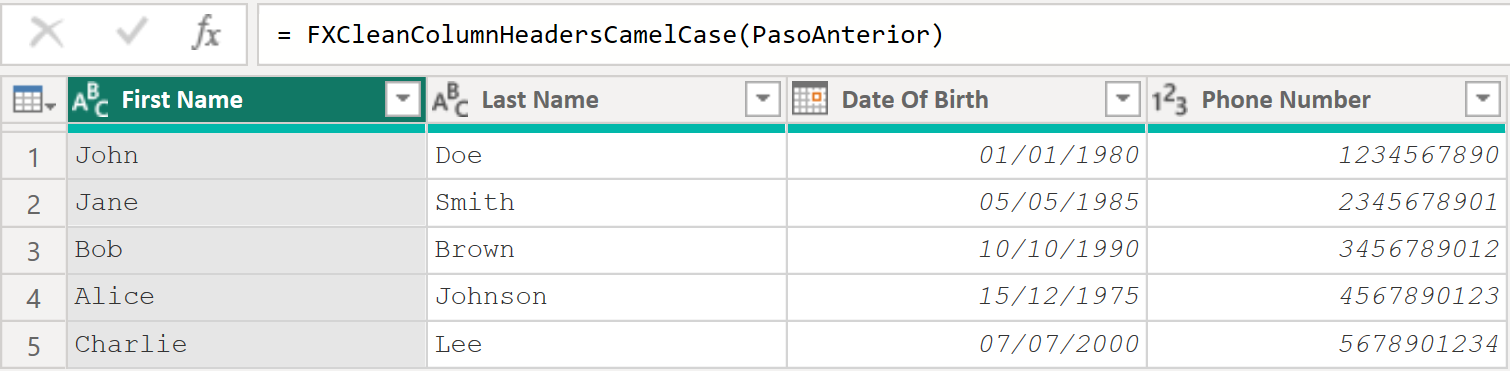 fx = FXCleanColumnHeadersCamelCase(PasoAnterior)
ABC First Name ABC Last Name Date Of Birth 123 Phone Number
1 John Doe 01/01/1980 1234567890
2 Jane Smith 05/05/1985 2345678901
3 Bob Brown 10/10/1990 3456789012
4 Alice Johnson 15/12/1975 4567890123
5 Charlie Lee 07/07/2000 5678901234